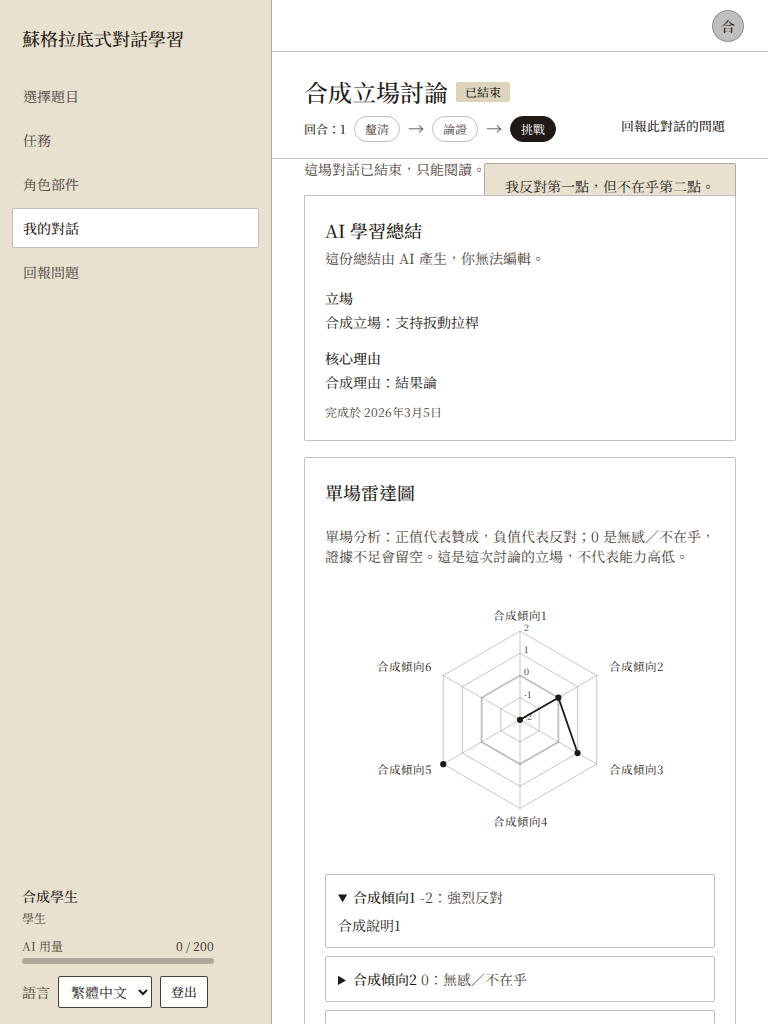 蘇格拉底式對話學習
選擇題目
任務
角色部件
我的對話
回報問題
合成學生
學生
AI 用量 0 / 200
語言 繁體中文 登出
合
合成立場討論 已結束
回合：1 釐清 → 論證 → 挑戰 回報此對話的問題
這場對話已結束，只能閱讀。
我反對第一點，但不在乎第二點。
AI 學習總結
這份總結由 AI 產生，你無法編輯。
立場
合成立場：支持扳動拉桿
核心理由
合成理由：結果論
完成於 2026年3月5日
單場雷達圖
單場分析：正值代表贊成，負值代表反對；0 是無感／不在乎，
證據不足會留空。這是這次討論的立場，不代表能力高低。
合成傾向1
2
1
0
-1
-2
合成傾向6 合成傾向2
合成傾向5 合成傾向3
合成傾向4
▼ 合成傾向1 -2：強烈反對
合成說明1
▶ 合成傾向2 0：無感／不在乎